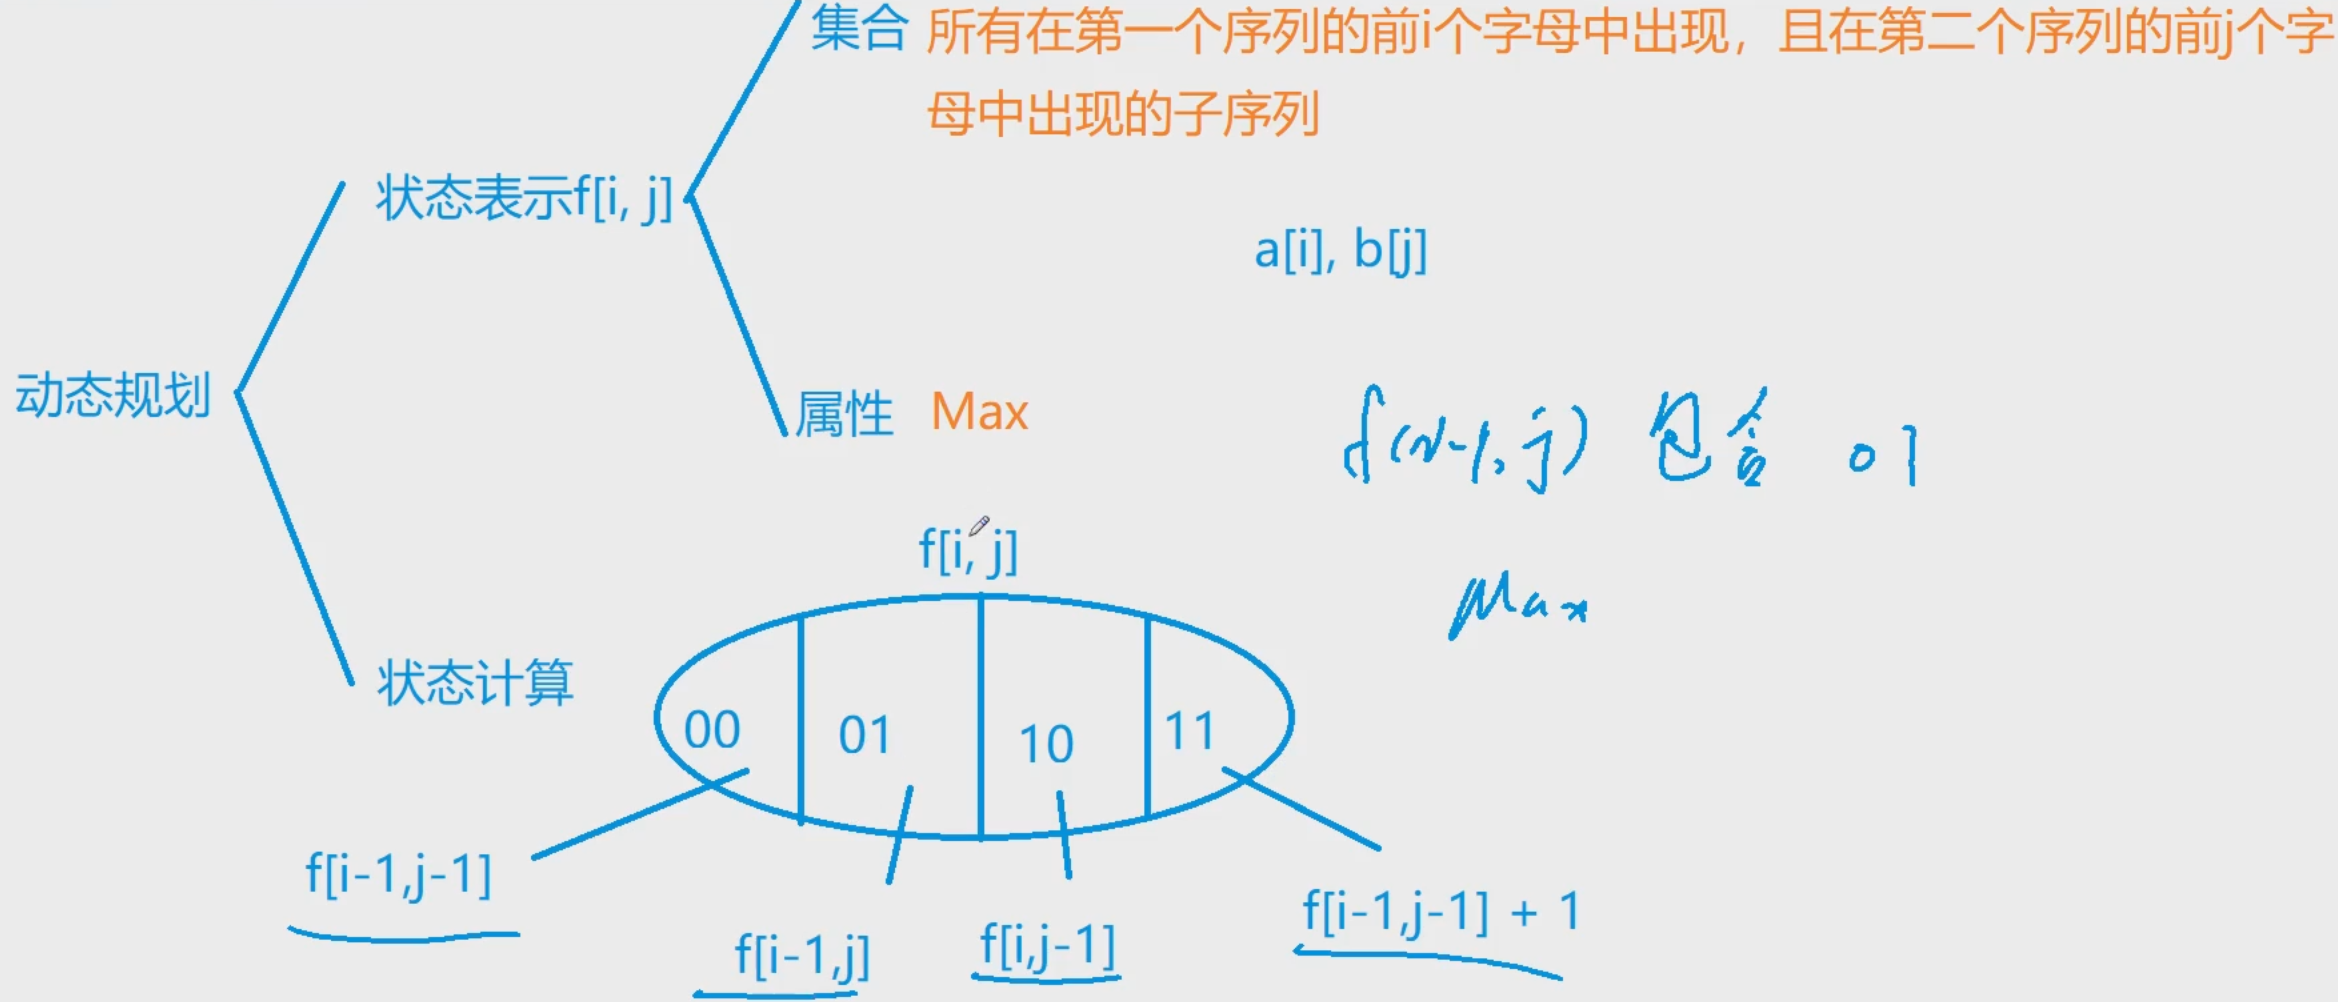 集合 所有在第一个序列的前i个字母中出现，且在第二个序列的前j个字
母中出现的子序列
状态表示f[i, j]
a[i], b[j]
动态规划
属性 Max
f(i-1,j) 包含 01
f[i, j]
Max
状态计算
00 01 10 11
f[i-1,j-1]
f[i-1,j]
f[i,j-1]
f[i-1,j-1] + 1